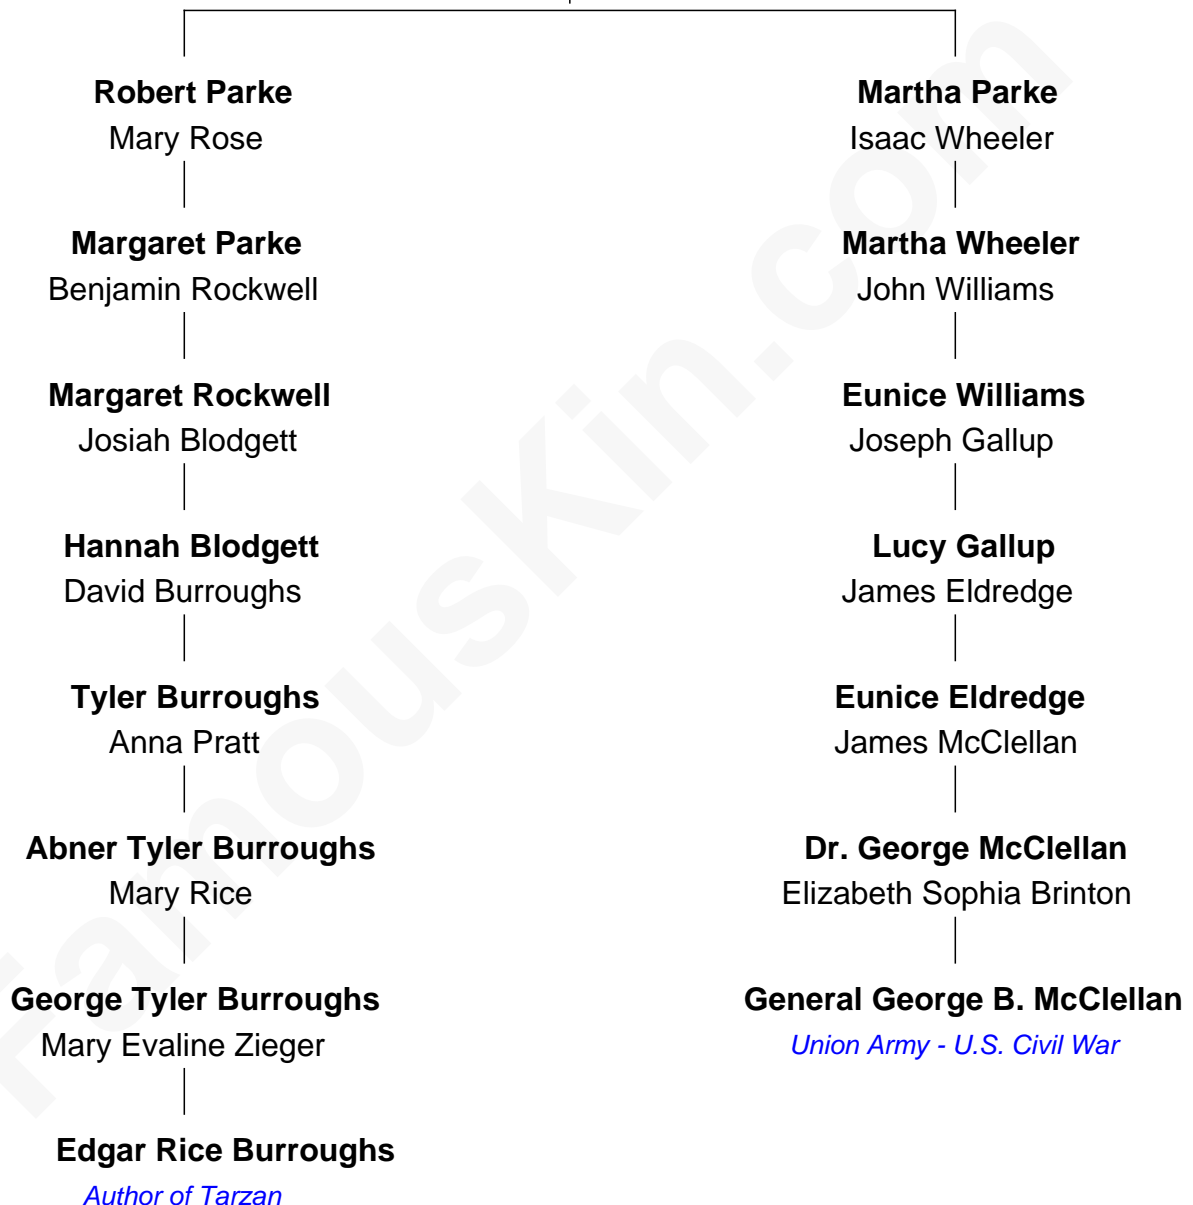 Robert Parke
Mary Rose
Margaret Parke
Benjamin Rockwell
Margaret Rockwell
Josiah Blodgett
Hannah Blodgett
David Burroughs
Tyler Burroughs
Anna Pratt
Abner Tyler Burroughs
Mary Rice
George Tyler Burroughs
Mary Evaline Zieger
Edgar Rice Burroughs
Author of Tarzan
Martha Parke
Isaac Wheeler
Martha Wheeler
John Williams
Eunice Williams
Joseph Gallup
Lucy Gallup
James Eldredge
Eunice Eldredge
James McClellan
Dr. George McClellan
Elizabeth Sophia Brinton
General George B. McClellan
Union Army - U.S. Civil War
FamousKin.com